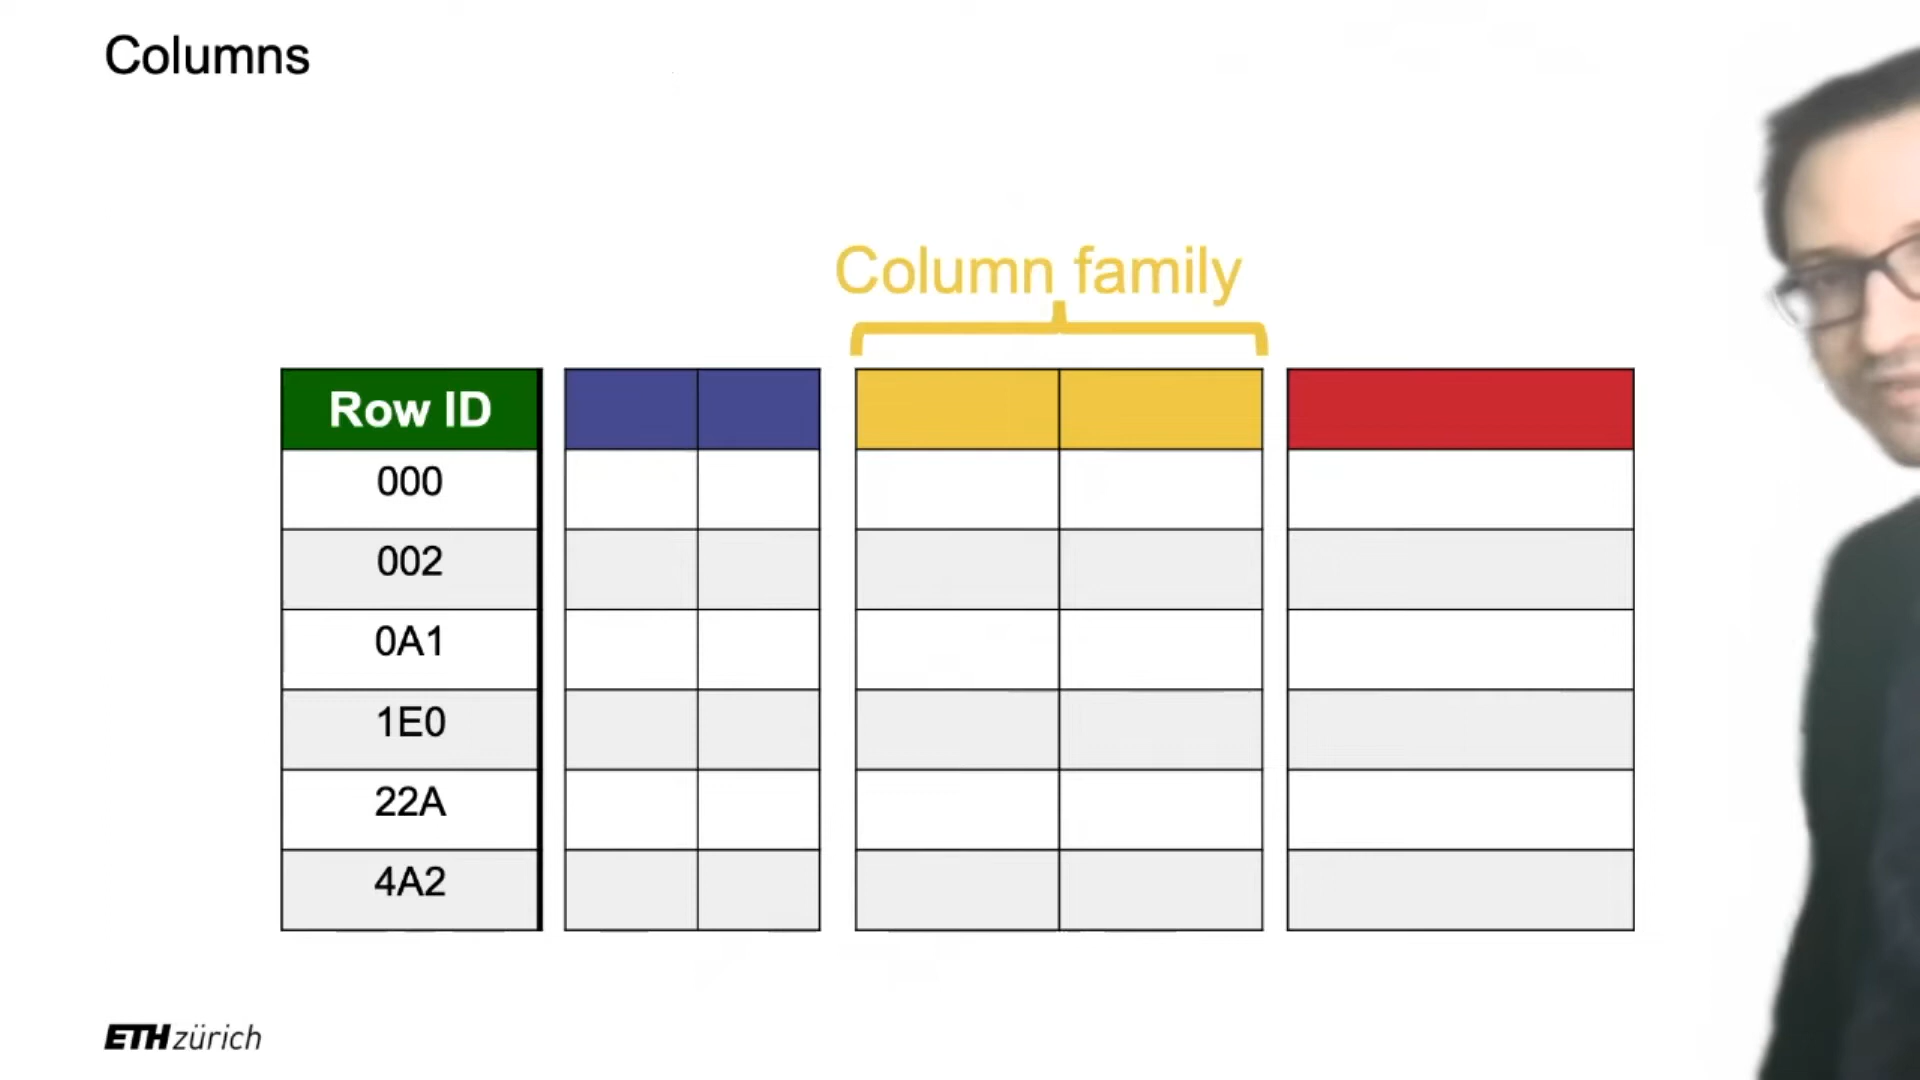 Columns
Column family
Row ID
000
002
0A1
1E0
22A
4A2
ETH zürich